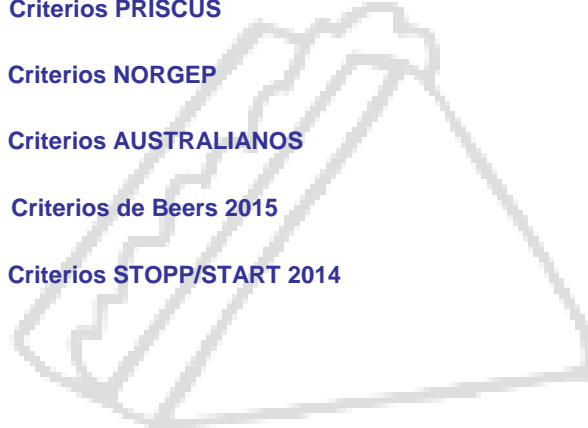 Criterios PRISCUS
Criterios NORGEP
Criterios AUSTRALIANOS
Criterios de Beers 2015
Criterios STOPP/START 2014